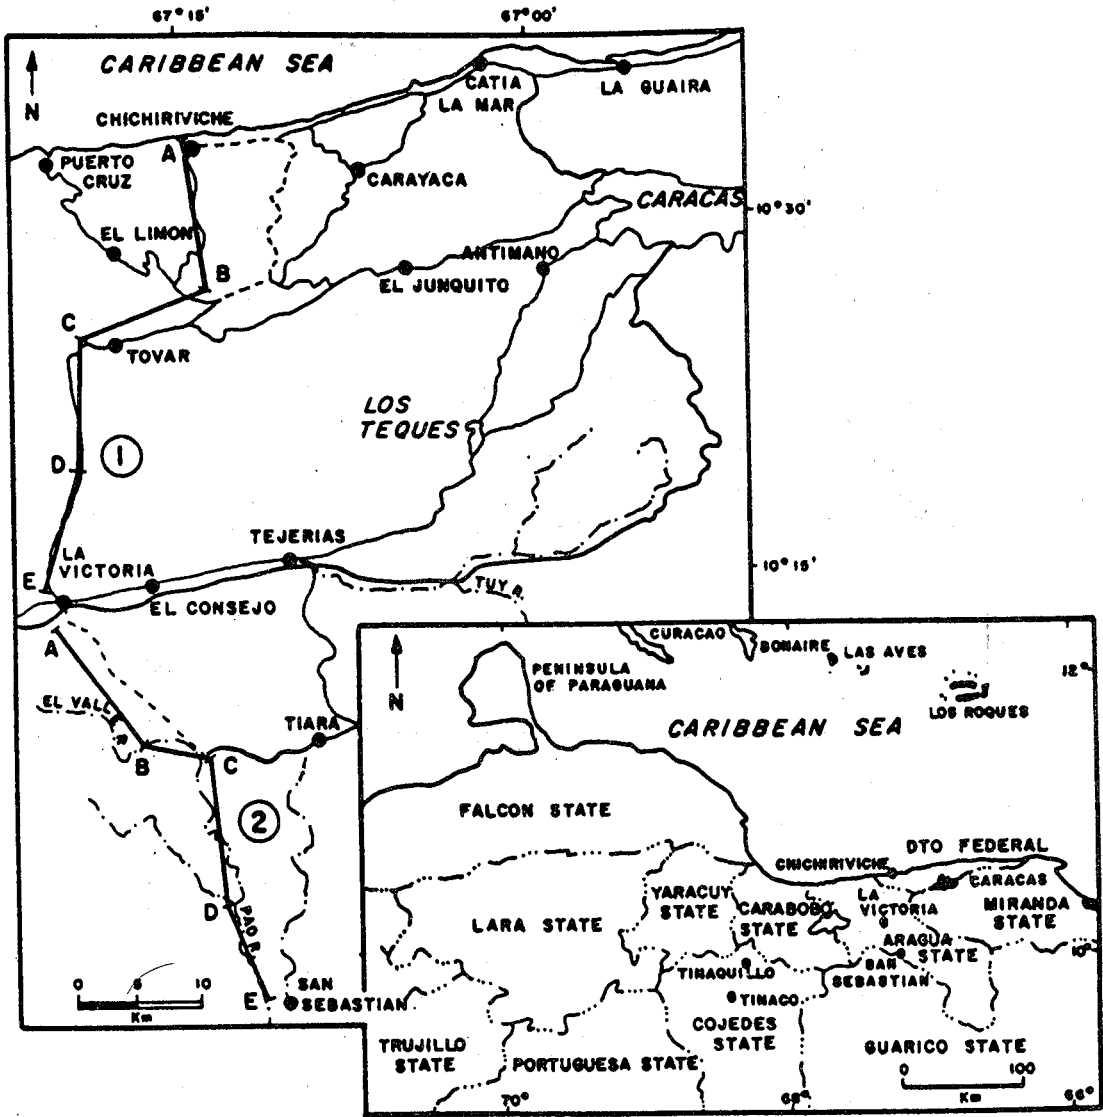 67°15'
67°00'
CARIBBEAN SEA
N
CATIA
LA MAR
LA GUAIRA
CHICHIRIVICHE
A
PUERTO
CRUZ
CARAYACA
CARACAS
10°30'
EL LIMON
ANTIMANO
B
EL JUNQUITO
C
TOVAR
LOS
TEQUES
D
1
TEJERIAS
LA
VICTORIA
E
EL CONSEJO
TUY R.
10°15'
A
EL VALLE
TIARA
B
C
2
D
PAO R.
E
SAN
SEBASTIAN
0 5 10
Km
CURACAO
BONAIRE
LAS AVES
12°
PENINSULA
OF PARAGUANA
N
LOS ROQUES
CARIBBEAN SEA
FALCON STATE
DTO FEDERAL
CHICHIRIVICHE
CARACAS
YARACUY
STATE
LA
VICTORIA
MIRANDA
STATE
CARABOBO
STATE
LARA STATE
ARAGUA
STATE
10°
TINAQUILLO
SAN
SEBASTIAN
TINACO
COJEDES
STATE
TRUJILLO
STATE
PORTUGUESA STATE
GUARICO STATE
0 100
Km
70°
68°
66°